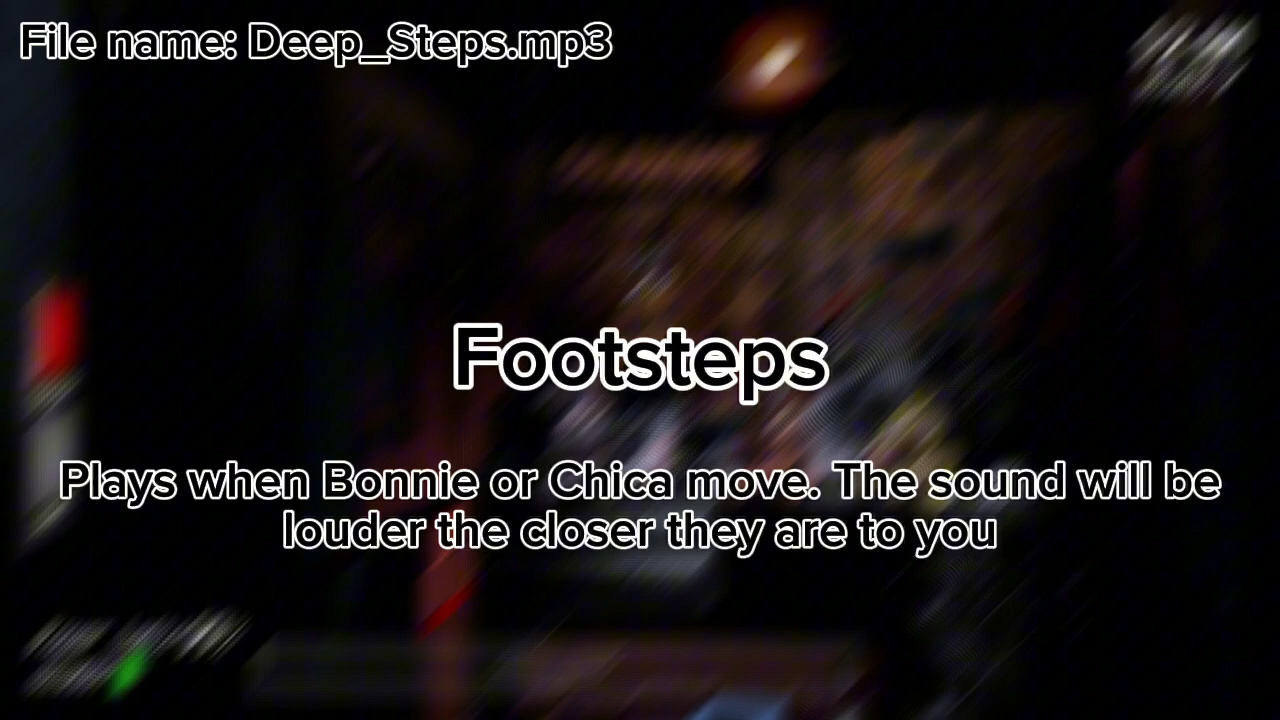 File name: Deep_Steps.mp3
Footsteps
Plays when Bonnie or Chica move. The sound will be
louder the closer they are to you